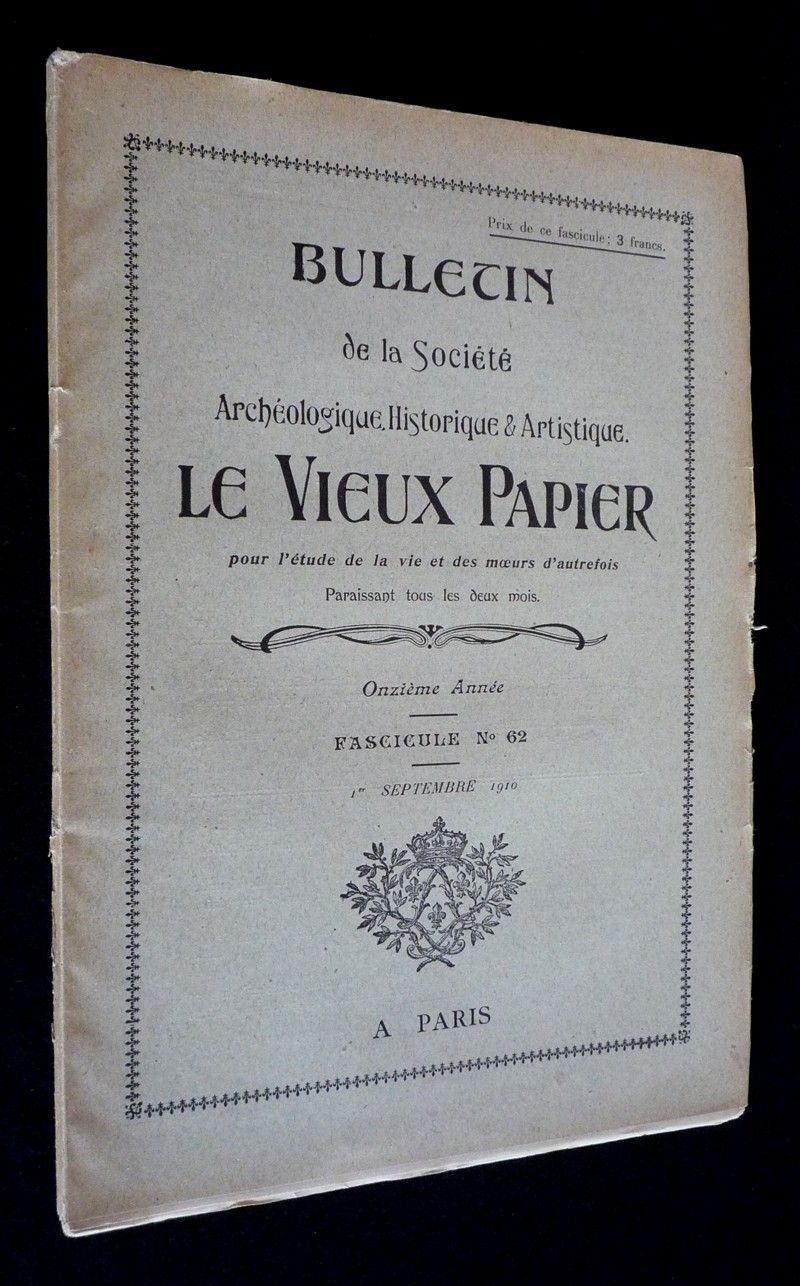 Prix de ce fascicule : 3 francs.
BULLETIN
de la Société
Archéologique, Historique & Artistique.
LE VIEUX PAPIER
pour l'étude de la vie et des mœurs d'autrefois
Paraissant tous les deux mois.
Onzième Année
FASCICULE Nº 62
1er SEPTEMBRE 1910
A PARIS